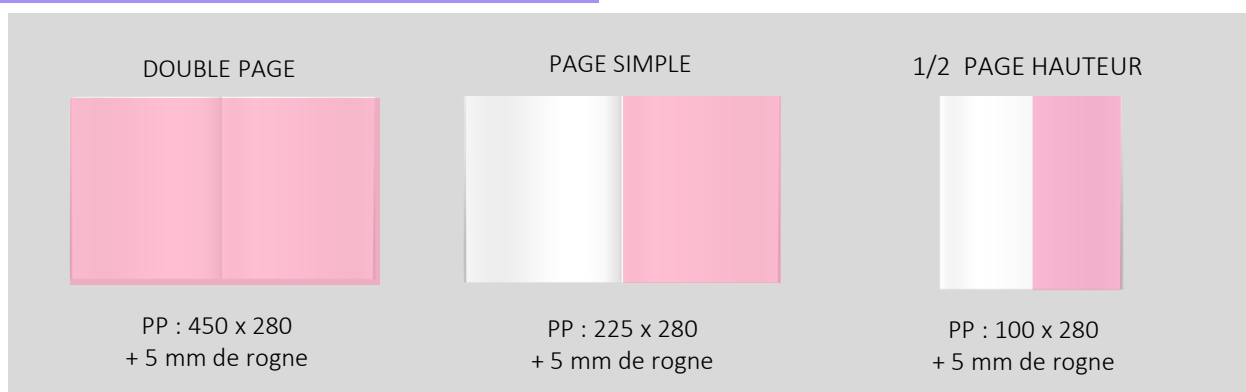 DOUBLE PAGE
PP : 450 x 280
+ 5 mm de rogne
PAGE SIMPLE
PP : 225 x 280
+ 5 mm de rogne
1/2 PAGE HAUTEUR
PP : 100 x 280
+ 5 mm de rogne